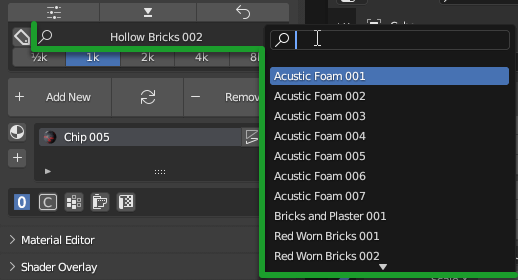 Hollow Bricks 002
½k 1k 2k 4k
Add New
Remov
Chip 005
0 C
Material Editor
Shader Overlay
Acustic Foam 001
Acustic Foam 002
Acustic Foam 003
Acustic Foam 004
Acustic Foam 005
Acustic Foam 006
Acustic Foam 007
Bricks and Plaster 001
Red Worn Bricks 001
Red Worn Bricks 002